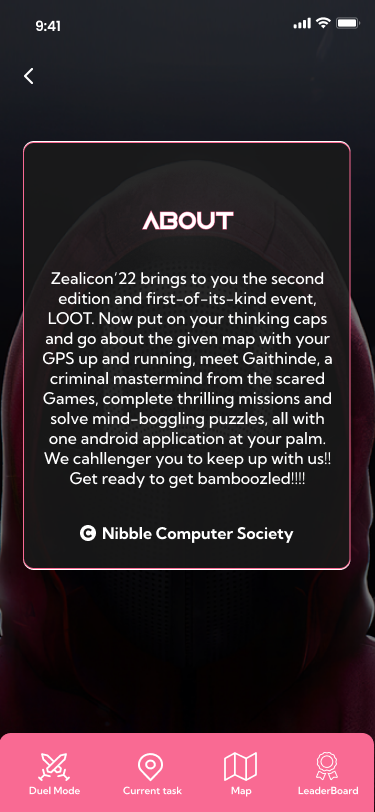 9:41
ABOUT
Zealicon'22 brings to you the second
edition and first-of-its-kind event,
LOOT. Now put on your thinking caps
and go about the given map with your
GPS up and running, meet Gaithinde, a
criminal mastermind from the scared
Games, complete thrilling missions and
solve mind-boggling puzzles, all with
one android application at your palm.
We cahllenger you to keep up with us!!
Get ready to get bamboozled!!!!
© Nibble Computer Society
Duel Mode Current task Map LeaderBoard